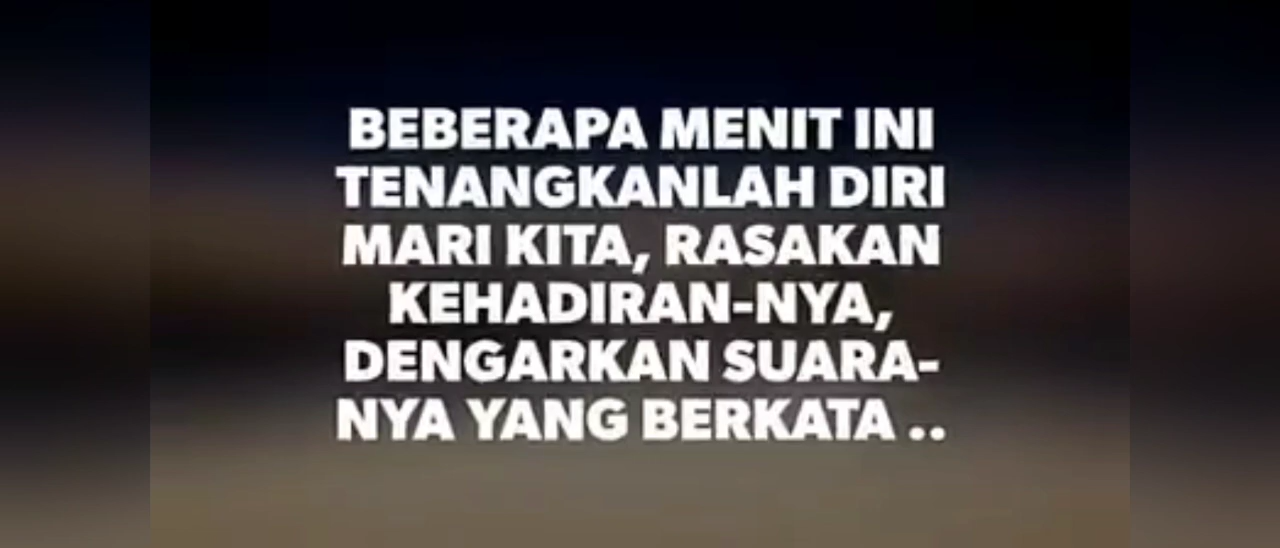 BEBERAPA MENIT INI
TENANGKANLAH DIRI
MARI KITA, RASAKAN
KEHADIRAN-NYA,
DENGARKAN SUARA-
NYA YANG BERKATA ..